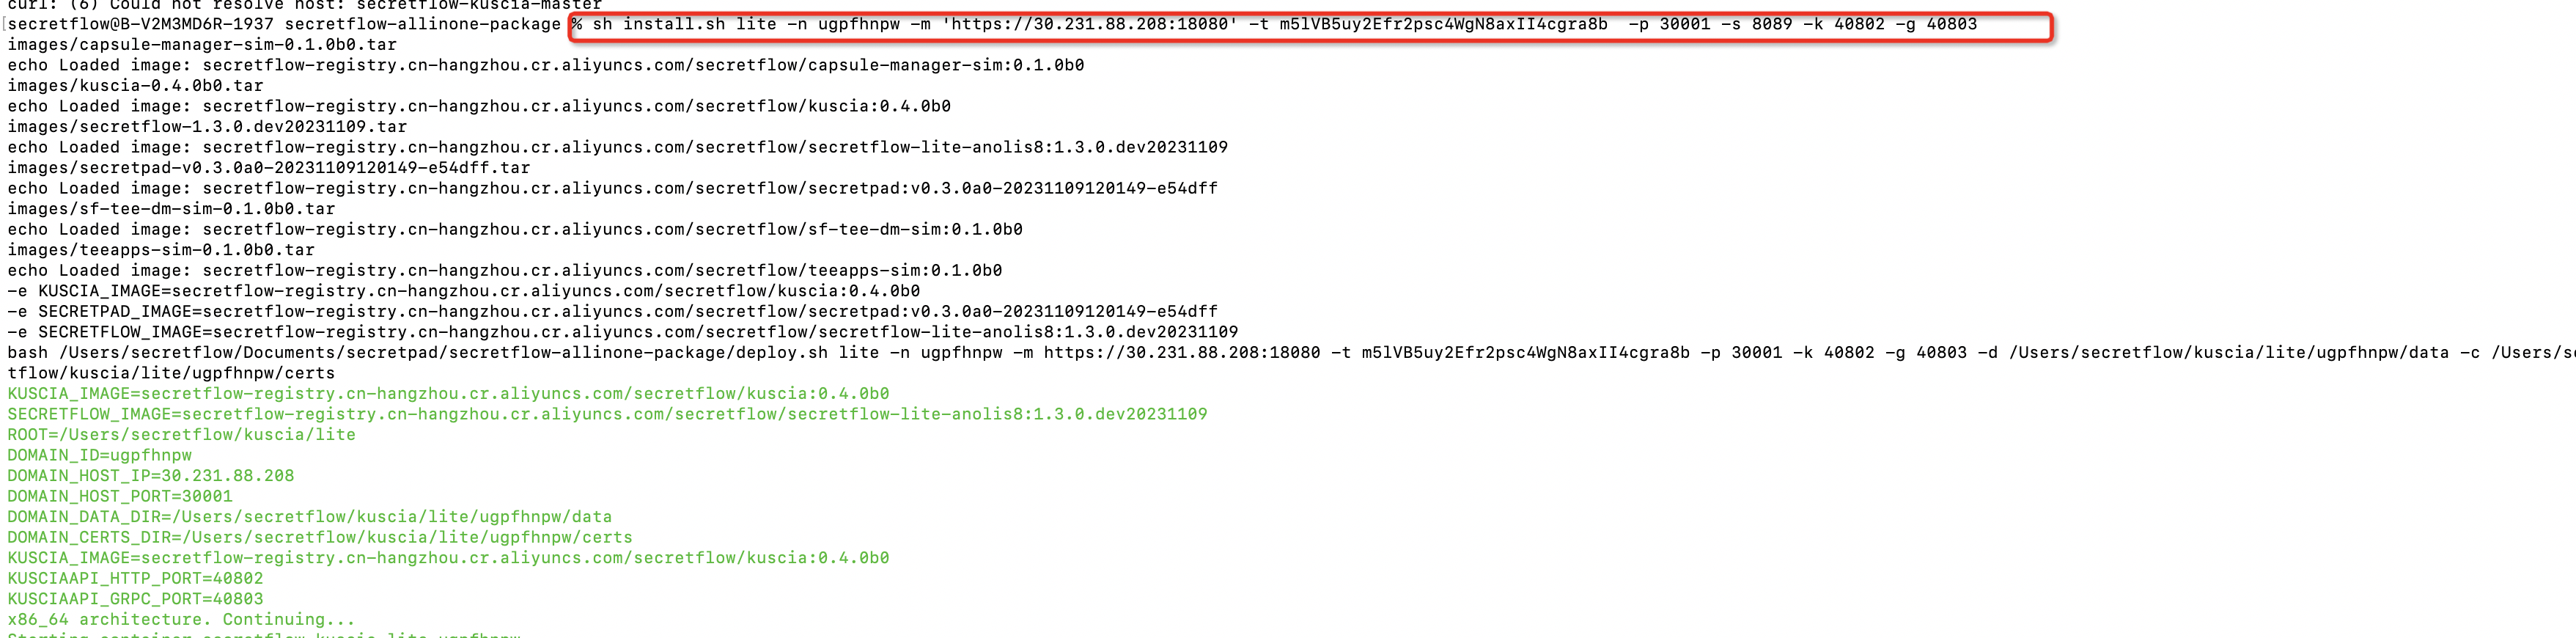 curl: (6) Could not resolve host: secretflow-kuscia-master
[secretflow@B-V2M3MD6R-1937 secretflow-allinone-package % sh install.sh lite -n ugpfhnpw -m 'https://30.231.88.208:18080' -t m5lVB5uy2Efr2psc4WgN8axII4cgra8b  -p 30001 -s 8089 -k 40802 -g 40803
images/capsule-manager-sim-0.1.0b0.tar
echo Loaded image: secretflow-registry.cn-hangzhou.cr.aliyuncs.com/secretflow/capsule-manager-sim:0.1.0b0
images/kuscia-0.4.0b0.tar
echo Loaded image: secretflow-registry.cn-hangzhou.cr.aliyuncs.com/secretflow/kuscia:0.4.0b0
images/secretflow-1.3.0.dev20231109.tar
echo Loaded image: secretflow-registry.cn-hangzhou.cr.aliyuncs.com/secretflow/secretflow-lite-anolis8:1.3.0.dev20231109
images/secretpad-v0.3.0a0-20231109120149-e54dff.tar
echo Loaded image: secretflow-registry.cn-hangzhou.cr.aliyuncs.com/secretflow/secretpad:v0.3.0a0-20231109120149-e54dff
images/sf-tee-dm-sim-0.1.0b0.tar
echo Loaded image: secretflow-registry.cn-hangzhou.cr.aliyuncs.com/secretflow/sf-tee-dm-sim:0.1.0b0
images/teeapps-sim-0.1.0b0.tar
echo Loaded image: secretflow-registry.cn-hangzhou.cr.aliyuncs.com/secretflow/teeapps-sim:0.1.0b0
-e KUSCIA_IMAGE=secretflow-registry.cn-hangzhou.cr.aliyuncs.com/secretflow/kuscia:0.4.0b0
-e SECRETPAD_IMAGE=secretflow-registry.cn-hangzhou.cr.aliyuncs.com/secretflow/secretpad:v0.3.0a0-20231109120149-e54dff
-e SECRETFLOW_IMAGE=secretflow-registry.cn-hangzhou.cr.aliyuncs.com/secretflow/secretflow-lite-anolis8:1.3.0.dev20231109
bash /Users/secretflow/Documents/secretpad/secretflow-allinone-package/deploy.sh lite -n ugpfhnpw -m https://30.231.88.208:18080 -t m5lVB5uy2Efr2psc4WgN8axII4cgra8b -p 30001 -k 40802 -g 40803 -d /Users/secretflow/kuscia/lite/ugpfhnpw/data -c /Users/s
tflow/kuscia/lite/ugpfhnpw/certs
KUSCIA_IMAGE=secretflow-registry.cn-hangzhou.cr.aliyuncs.com/secretflow/kuscia:0.4.0b0
SECRETFLOW_IMAGE=secretflow-registry.cn-hangzhou.cr.aliyuncs.com/secretflow/secretflow-lite-anolis8:1.3.0.dev20231109
ROOT=/Users/secretflow/kuscia/lite
DOMAIN_ID=ugpfhnpw
DOMAIN_HOST_IP=30.231.88.208
DOMAIN_HOST_PORT=30001
DOMAIN_DATA_DIR=/Users/secretflow/kuscia/lite/ugpfhnpw/data
DOMAIN_CERTS_DIR=/Users/secretflow/kuscia/lite/ugpfhnpw/certs
KUSCIA_IMAGE=secretflow-registry.cn-hangzhou.cr.aliyuncs.com/secretflow/kuscia:0.4.0b0
KUSCIAAPI_HTTP_PORT=40802
KUSCIAAPI_GRPC_PORT=40803
x86_64 architecture. Continuing...